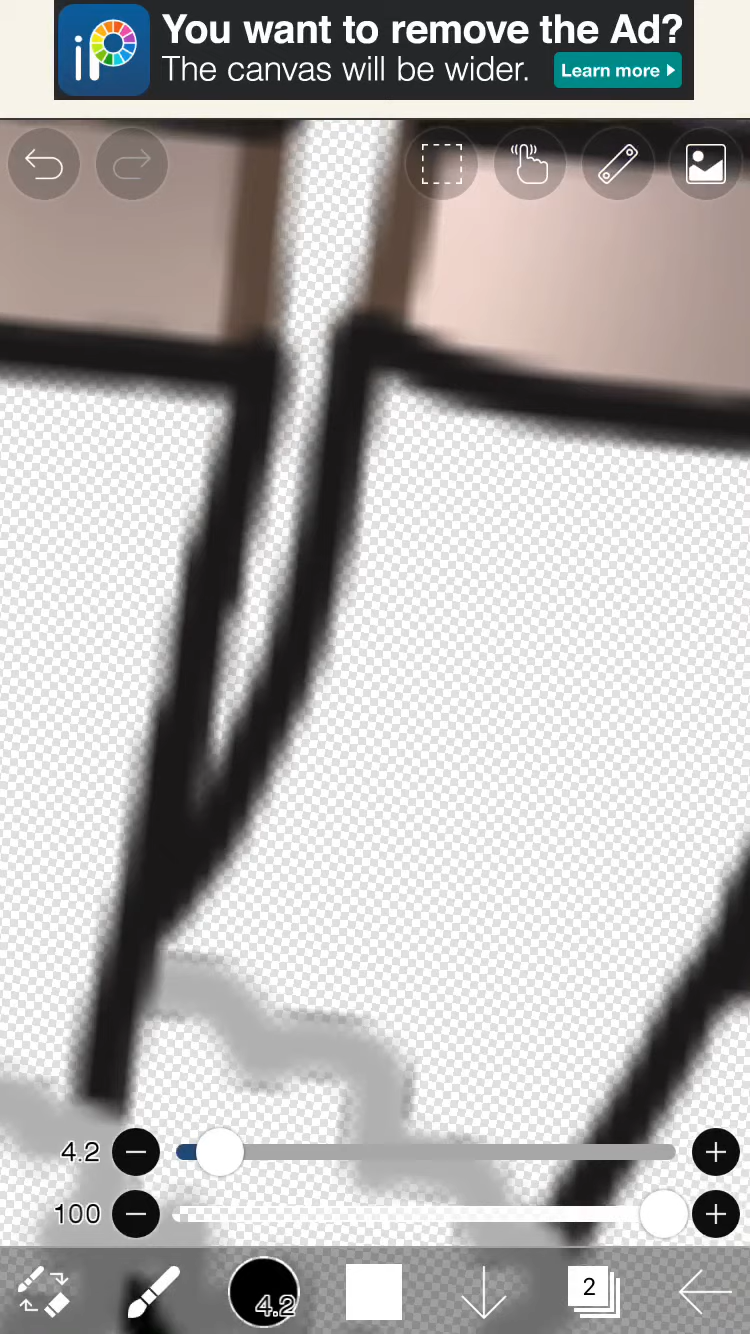 iP
You want to remove the Ad?
The canvas will be wider.
Learn more
4.2
100
4.2
2